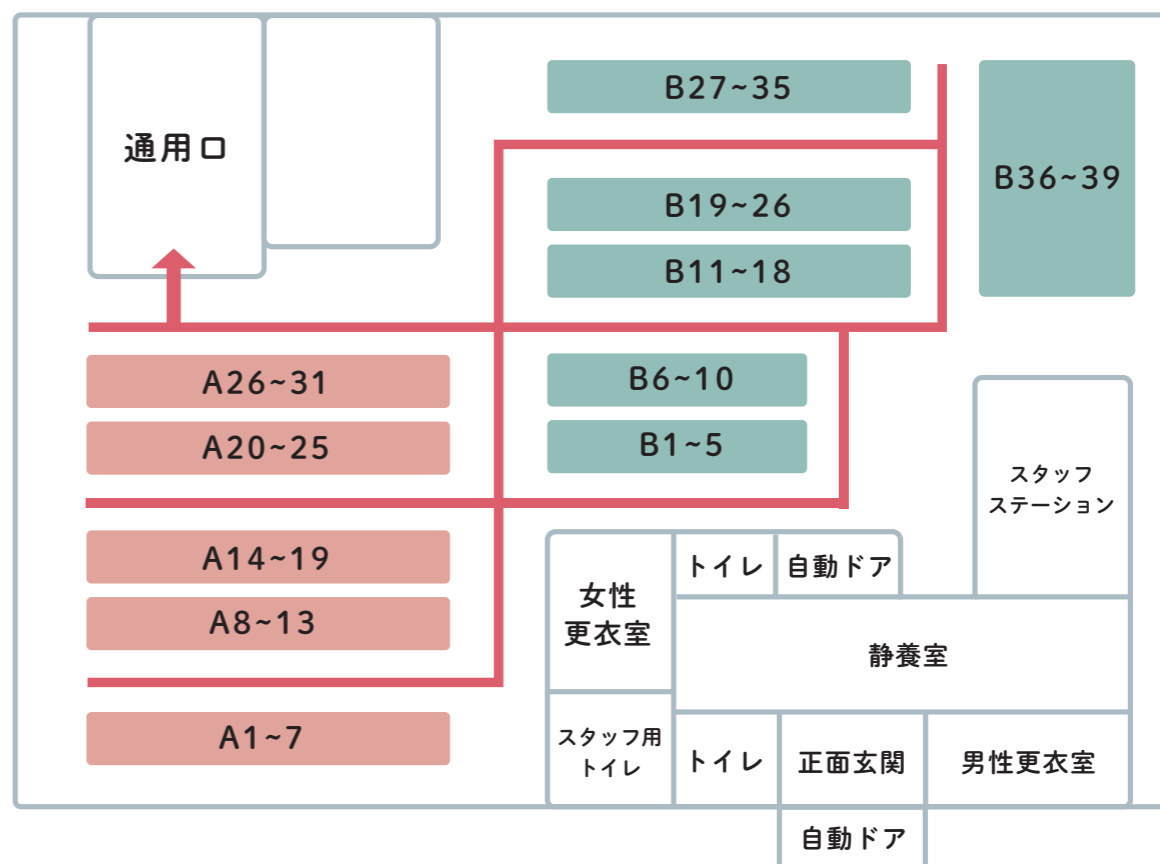 通用口
B27~35
B19~26
B36~39
B11~18
A26~31
B6~10
A20~25
B1~5
スタッフ
ステーション
A14~19
A8~13
女性
更衣室
トイレ
自動ドア
静養室
A1~7
スタッフ用
トイレ
トイレ
正面玄関
男性更衣室
自動ドア